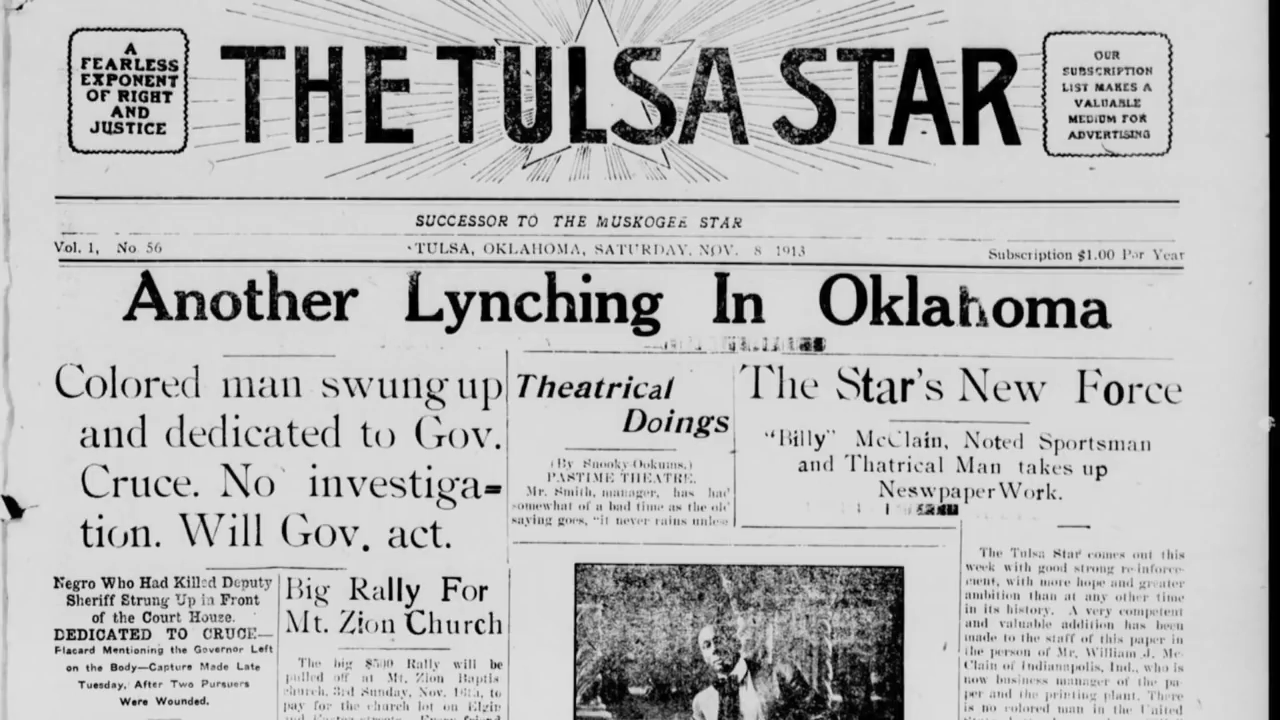 A
FEARLESS
EXPONENT
OF RIGHT
AND
JUSTICE
THE TULSA STAR
OUR
SUBSCRIPTION
LIST MAKES A
VALUABLE
MEDIUM FOR
ADVERTISING
SUCCESSOR TO THE MUSKOGEE STAR
Vol. 1, No. 56
TULSA, OKLAHOMA, SATURDAY, NOV. 8 1913
Subscription $1.00 Per Year
Another Lynching In Oklahoma
Colored man swung up
and dedicated to Gov.
Cruce. No investiga=
tion. Will Gov. act.
Negro Who Had Killed Deputy
Sheriff Strung Up in Front
of the Court House.
DEDICATED TO CRUCE—
Placard Mentioning the Governor Left
on the Body—Capture Made Late
Tuesday, After Two Pursuers
Were Wounded.
Big Rally For
Mt. Zion Church
The big $500 Rally will be
pulled off at Mt. Zion Baptis
church, 3rd Sunday, Nov. to
pay for the church lot on Elgin
Theatrical
Doings
(By Snooky Ookums.)
PASTIME THEATRE.
Mr. Smith, manager, has had
somewhat of a bad time as the old
saying goes, "it never rains unless
The Star's New Force
"Billy" McClain, Noted Sportsman
and Thatrical Man takes up
Neswpaper Work.
The Tulsa Star comes out this
week with good strong re-inforce-
ment, with more hope and greater
ambition than at any other time
in its history. A very competent
and valuable addition has been
made to the staff of this paper in
the person of Mr. William J. Mc-
Clain of Indianapolis, Ind., who is
now business manager of the pa-
per and the printing plant. There
is no colored man in the United